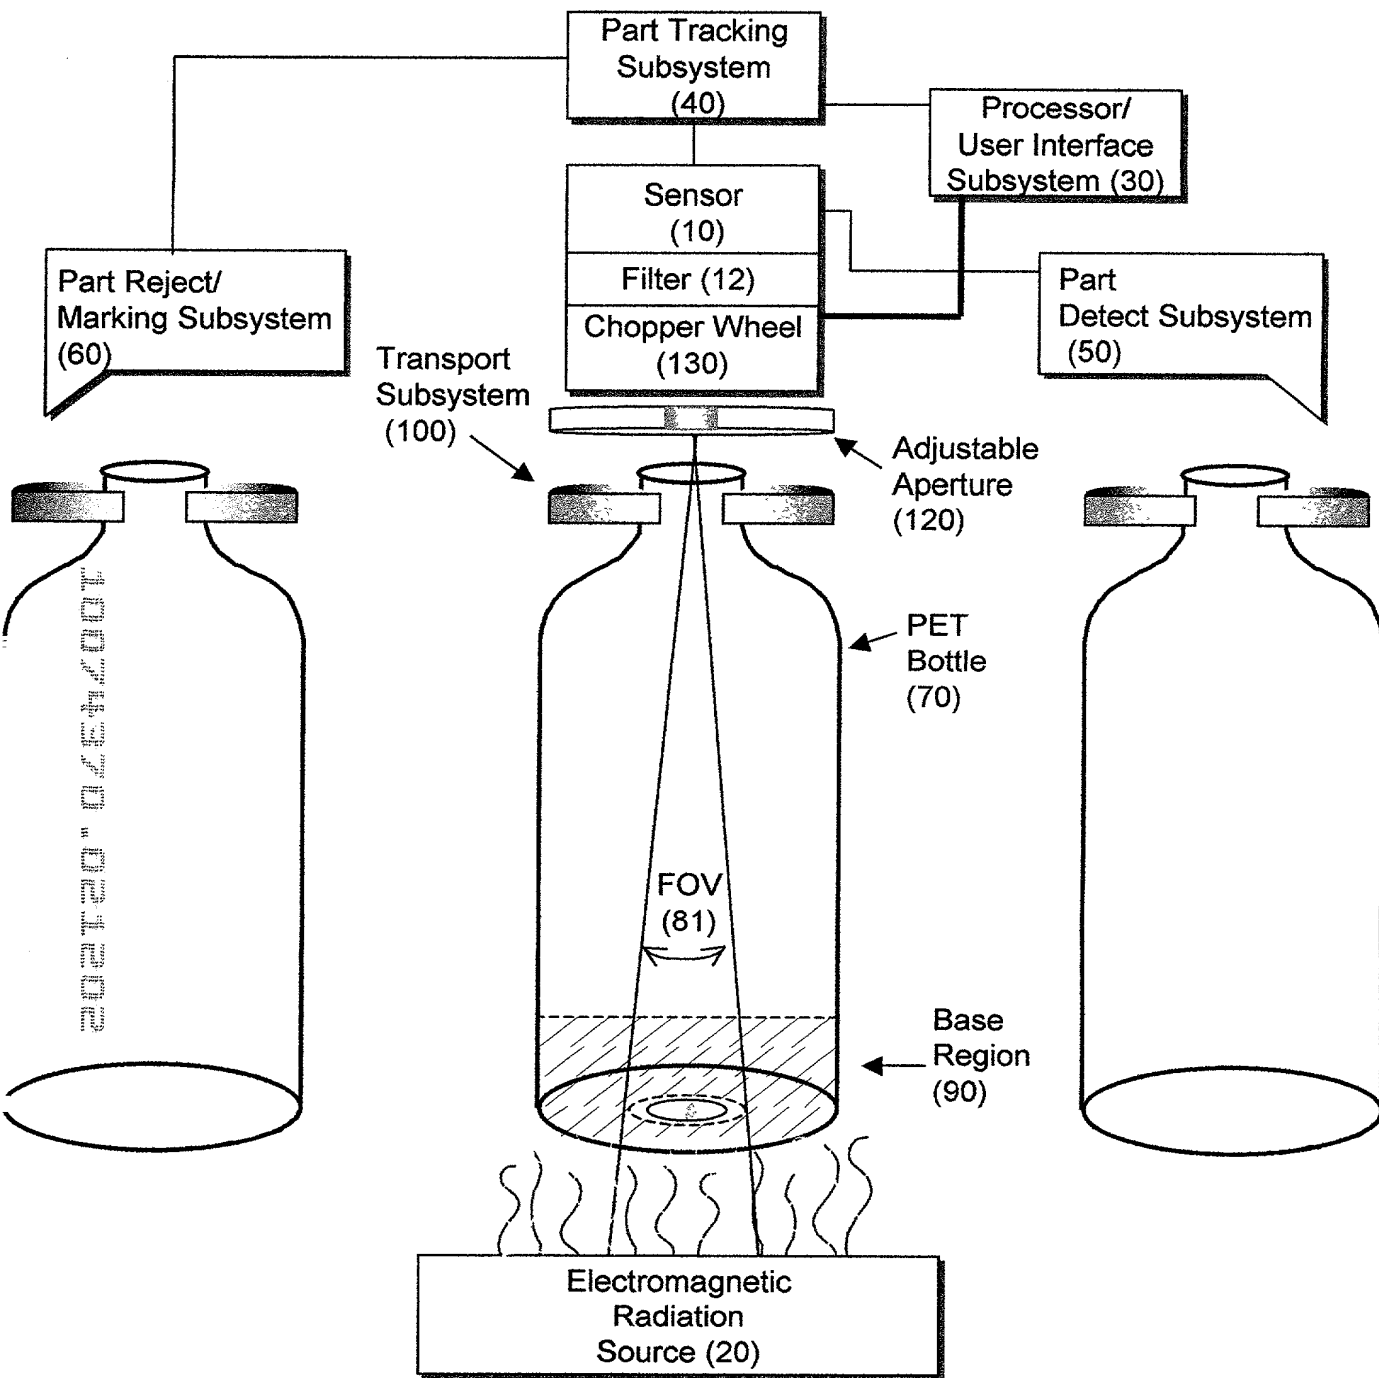 Part Tracking
Subsystem
(40)
Processor/
User Interface
Subsystem (30)
Sensor
(10)
Filter (12)
Chopper Wheel
(130)
Part Reject/
Marking Subsystem
(60)
Part
Detect Subsystem
(50)
Transport
Subsystem
(100)
Adjustable
Aperture
(120)
PET
Bottle
(70)
10074370.021202
FOV
(81)
Base
Region
(90)
Electromagnetic
Radiation
Source (20)